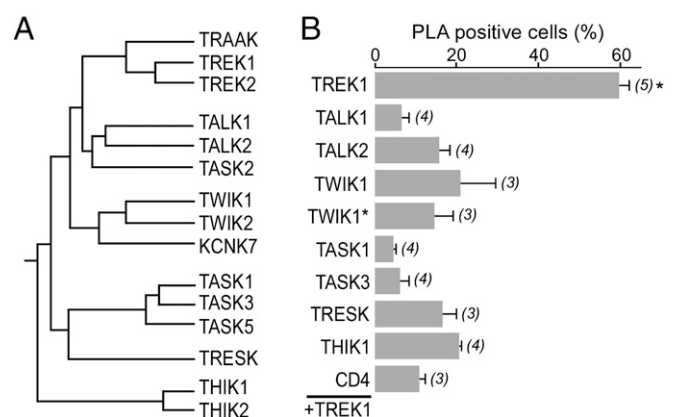 A
TRAAK
TREK1
TREK2
TALK1
TALK2
TASK2
TWIK1
TWIK2
KCNK7
TASK1
TASK3
TASK5
TRESK
THIK1
THIK2
B
PLA positive cells (%)
0 20 40 60
TREK1 (5) *
TALK1 (4)
TALK2 (4)
TWIK1 (3)
TWIK1* (3)
TASK1 (4)
TASK3 (4)
TRESK (3)
THIK1 (4)
CD4 (3)
+TREK1